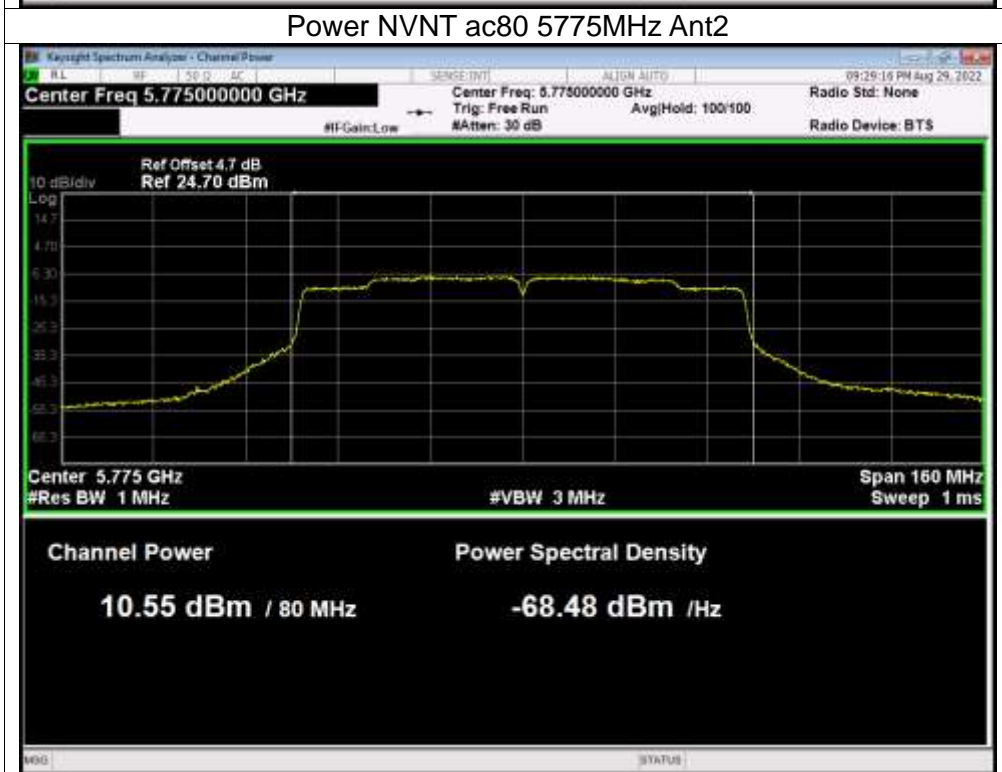 Power NVNT ac80 5775MHz Ant2
Keysight Spectrum Analyzer - Channel Power
RL RF 50 Ω AC SENSE:INT ALIGN AUTO 09:29:16 PM Aug 29, 2022
Center Freq 5.775000000 GHz
Center Freq: 5.775000000 GHz
Radio Std: None
Trig: Free Run Avg|Hold: 100/100
#IFGain:Low #Atten: 30 dB Radio Device: BTS
Ref Offset 4.7 dB
10 dB/div Ref 24.70 dBm
Log
14.7
4.70
-6.30
-15.3
-25.3
-35.3
-45.3
-55.3
-65.3
Center 5.775 GHz Span 160 MHz
#Res BW 1 MHz #VBW 3 MHz Sweep 1 ms
Channel Power Power Spectral Density
10.55 dBm / 80 MHz -68.48 dBm /Hz
MSG STATUS